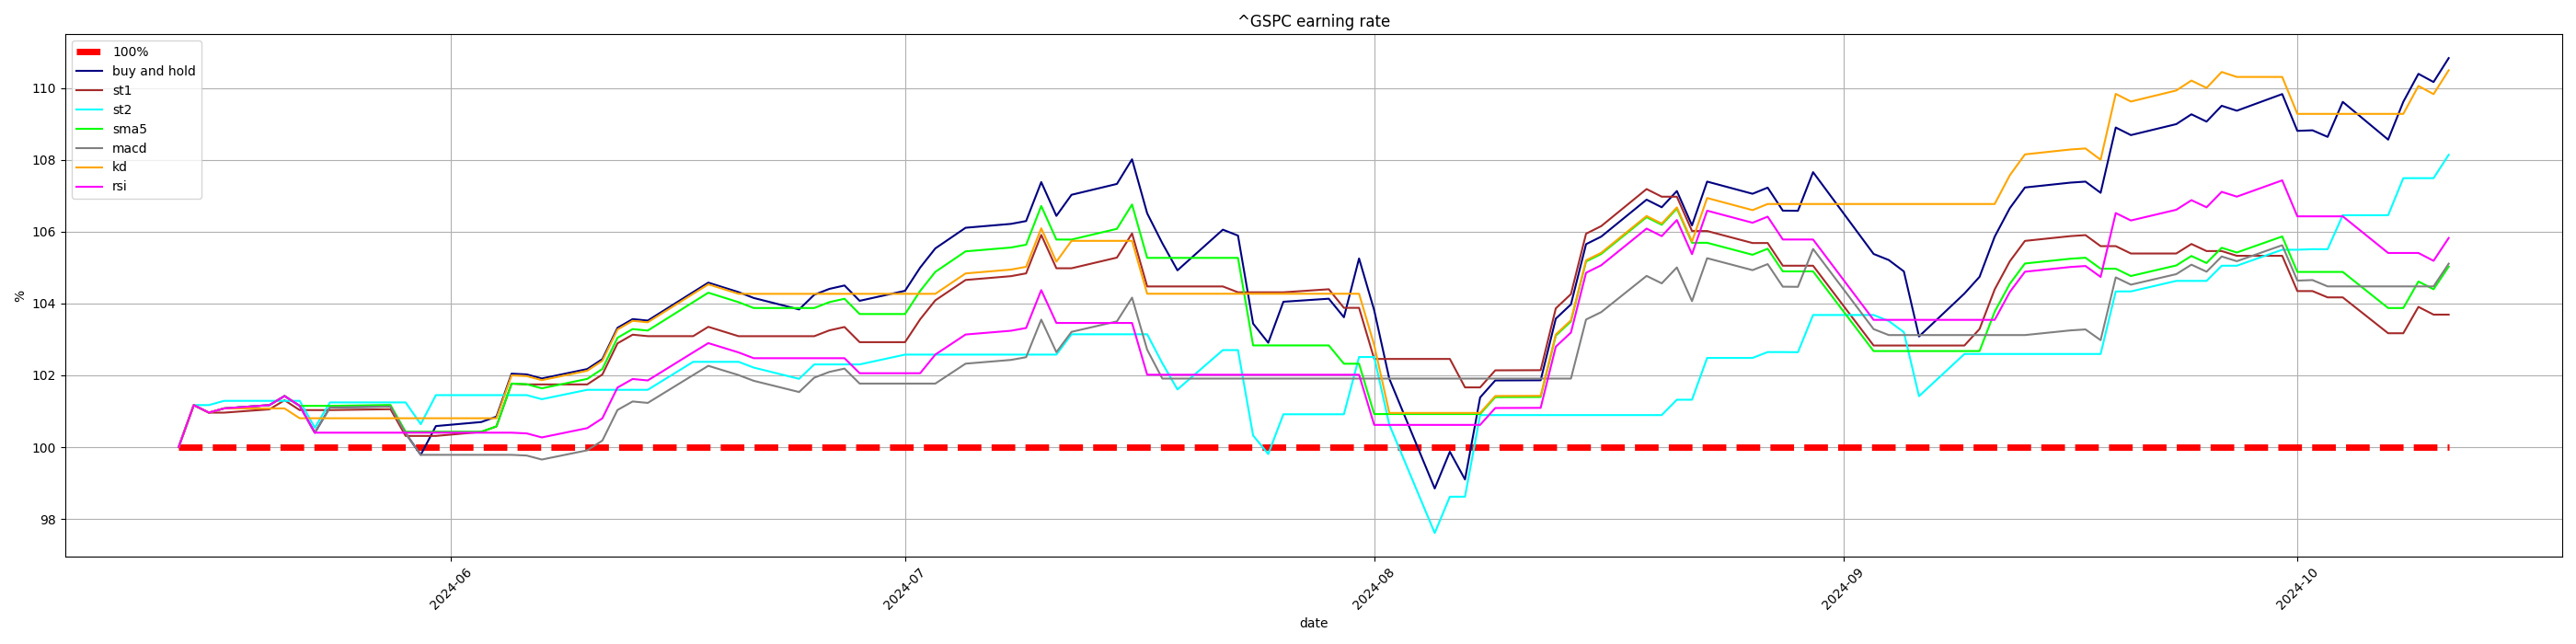 ^GSPC earning rate
100%
buy and hold
st1
st2
sma5
macd
kd
rsi
%
110
108
106
104
102
100
98
2024-06
2024-07
2024-08
2024-09
2024-10
date